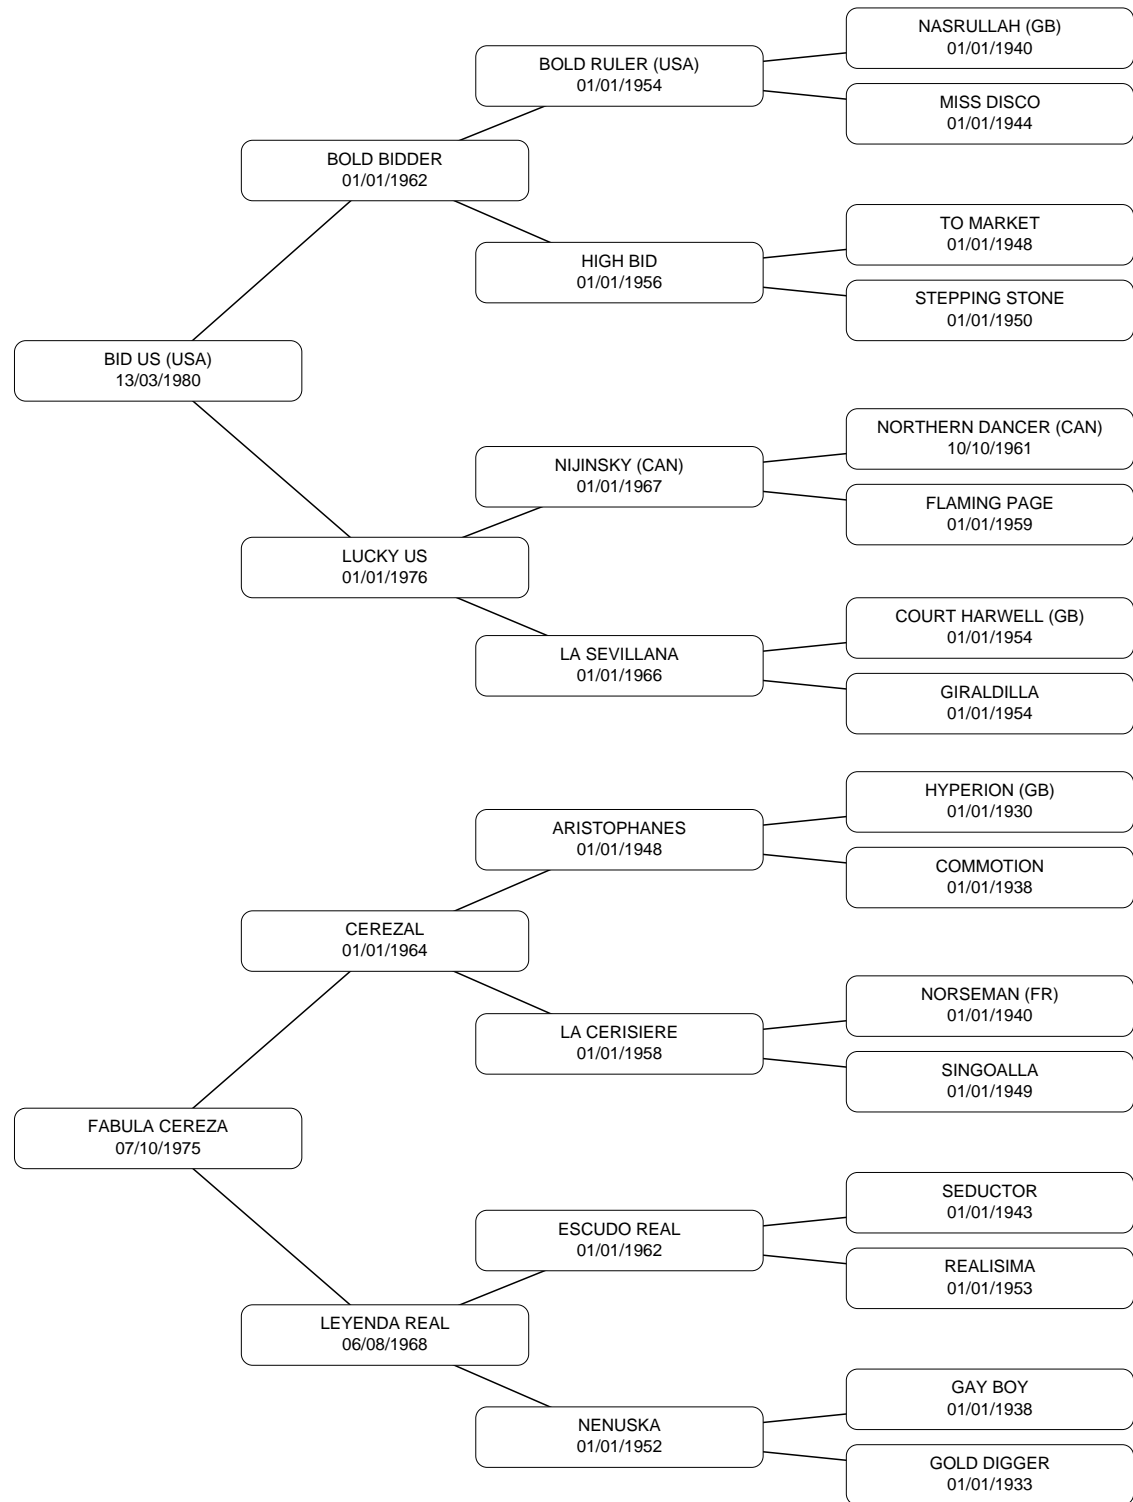 NASRULLAH (GB)
01/01/1940
BOLD RULER (USA)
01/01/1954
MISS DISCO
01/01/1944
BOLD BIDDER
01/01/1962
TO MARKET
01/01/1948
HIGH BID
01/01/1956
STEPPING STONE
01/01/1950
BID US (USA)
13/03/1980
NORTHERN DANCER (CAN)
10/10/1961
NIJINSKY (CAN)
01/01/1967
FLAMING PAGE
01/01/1959
LUCKY US
01/01/1976
COURT HARWELL (GB)
01/01/1954
LA SEVILLANA
01/01/1966
GIRALDILLA
01/01/1954
HYPERION (GB)
01/01/1930
ARISTOPHANES
01/01/1948
COMMOTION
01/01/1938
CEREZAL
01/01/1964
NORSEMAN (FR)
01/01/1940
LA CERISIERE
01/01/1958
SINGOALLA
01/01/1949
FABULA CEREZA
07/10/1975
SEDUCTOR
01/01/1943
ESCUDO REAL
01/01/1962
REALISIMA
01/01/1953
LEYENDA REAL
06/08/1968
GAY BOY
01/01/1938
NENUSKA
01/01/1952
GOLD DIGGER
01/01/1933